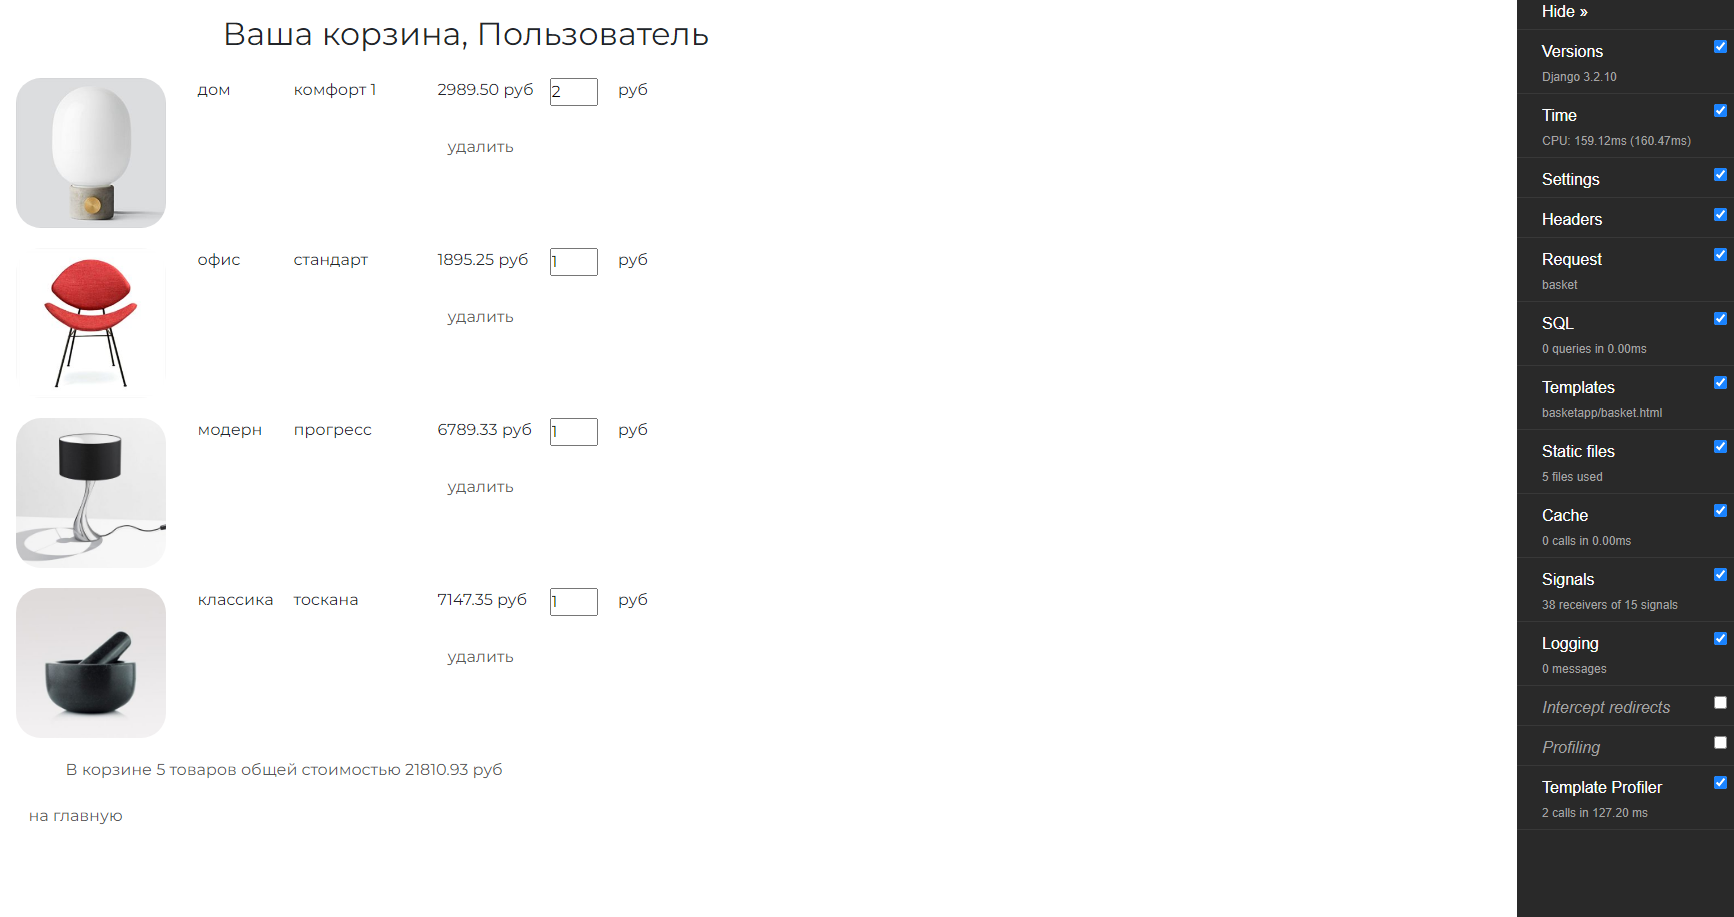 Ваша корзина, Пользователь
дом комфорт 1 2989.50 руб 2 руб
удалить
офис стандарт 1895.25 руб 1 руб
удалить
модерн прогресс 6789.33 руб 1 руб
удалить
классика тоскана 7147.35 руб 1 руб
удалить
В корзине 5 товаров общей стоимостью 21810.93 руб
на главную
Hide »
Versions
Django 3.2.10
Time
CPU: 159.12ms (160.47ms)
Settings
Headers
Request
basket
SQL
0 queries in 0.00ms
Templates
basketapp/basket.html
Static files
5 files used
Cache
0 calls in 0.00ms
Signals
38 receivers of 15 signals
Logging
0 messages
Intercept redirects
Profiling
Template Profiler
2 calls in 127.20 ms